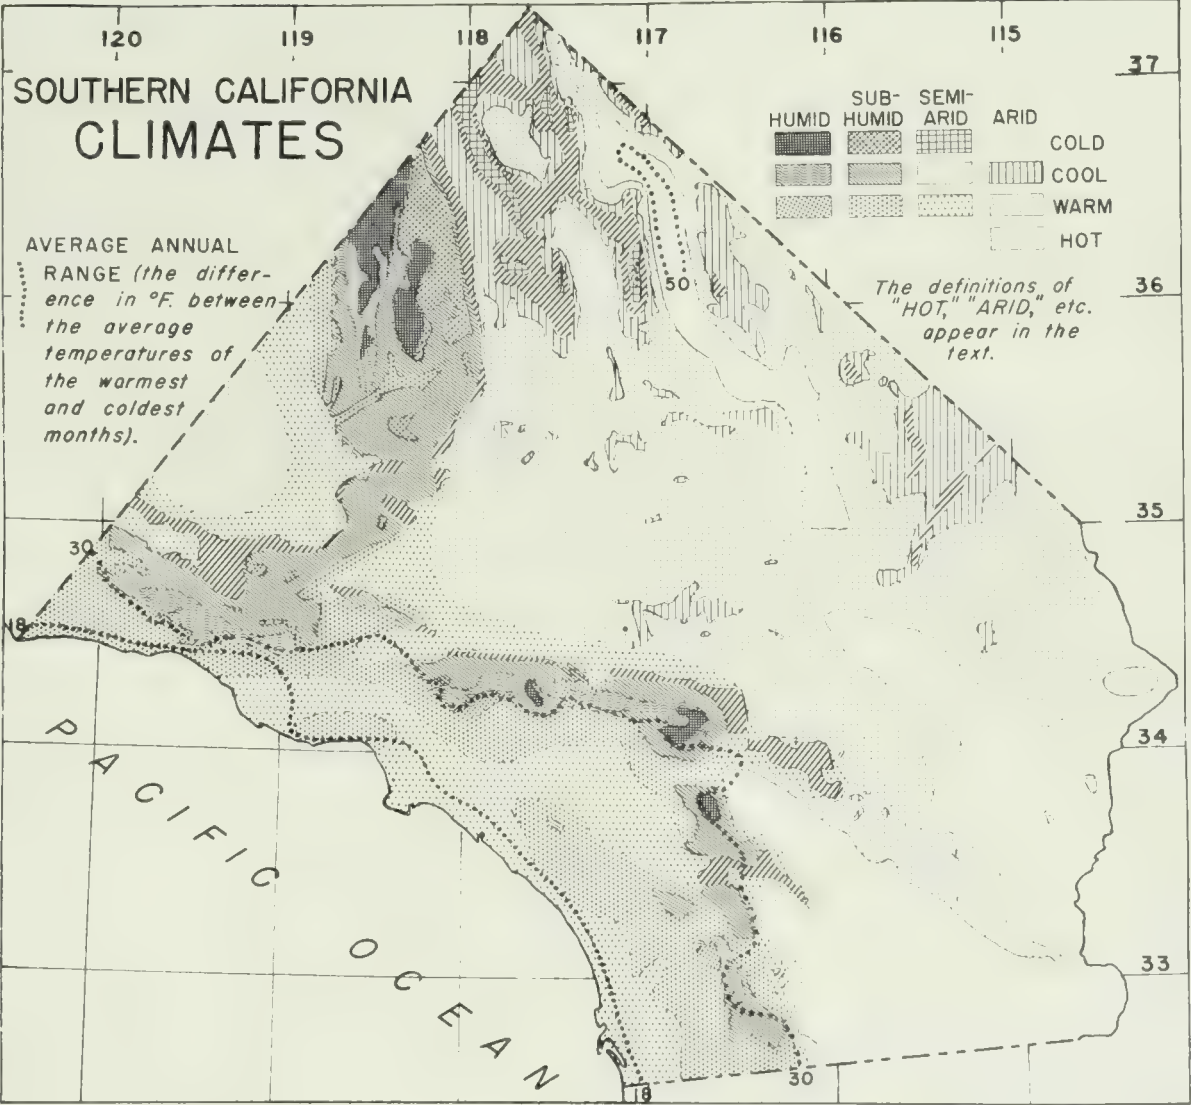 120 119 118 117 116 115
37
SOUTHERN CALIFORNIA
CLIMATES
SUB- SEMI-
HUMID HUMID ARID ARID
COLD
COOL
WARM
HOT
AVERAGE ANNUAL
RANGE (the differ-
ence in °F. between
the average
temperatures of
the warmest
and coldest
months).
50
The definitions of
"HOT," "ARID," etc.
appear in the
text.
36
35
30
18
34
33
PACIFIC
OCEAN
30
18